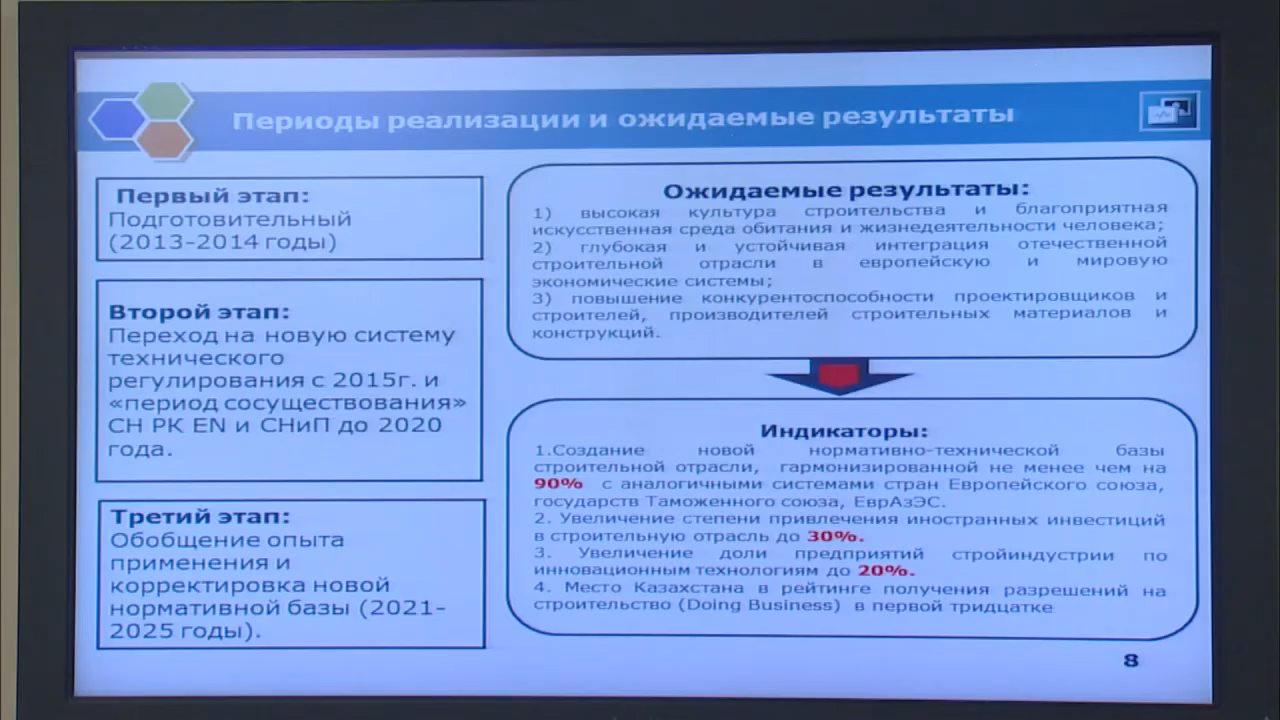 Периоды реализации и ожидаемые результаты
Первый этап:
Подготовительный
(2013-2014 годы)
Второй этап:
Переход на новую систему
технического
регулирования с 2015г. и
«период сосуществования»
СН РК EN и СНиП до 2020
года.
Третий этап:
Обобщение опыта
применения и
корректировка новой
нормативной базы (2021-
2025 годы).
Ожидаемые результаты:
1) высокая культура строительства и благоприятная
искусственная среда обитания и жизнедеятельности человека;
2) глубокая и устойчивая интеграция отечественной
строительной отрасли в европейскую и мировую
экономические системы;
3) повышение конкурентоспособности проектировщиков и
строителей, производителей строительных материалов и
конструкций.
Индикаторы:
1.Создание новой нормативно-технической базы
строительной отрасли, гармонизированной не менее чем на
90% с аналогичными системами стран Европейского союза,
государств Таможенного союза, ЕврАзЭС.
2. Увеличение степени привлечения иностранных инвестиций
в строительную отрасль до 30%.
3. Увеличение доли предприятий стройиндустрии по
инновационным технологиям до 20%.
4. Место Казахстана в рейтинге получения разрешений на
строительство (Doing Business) в первой тридцатке
8